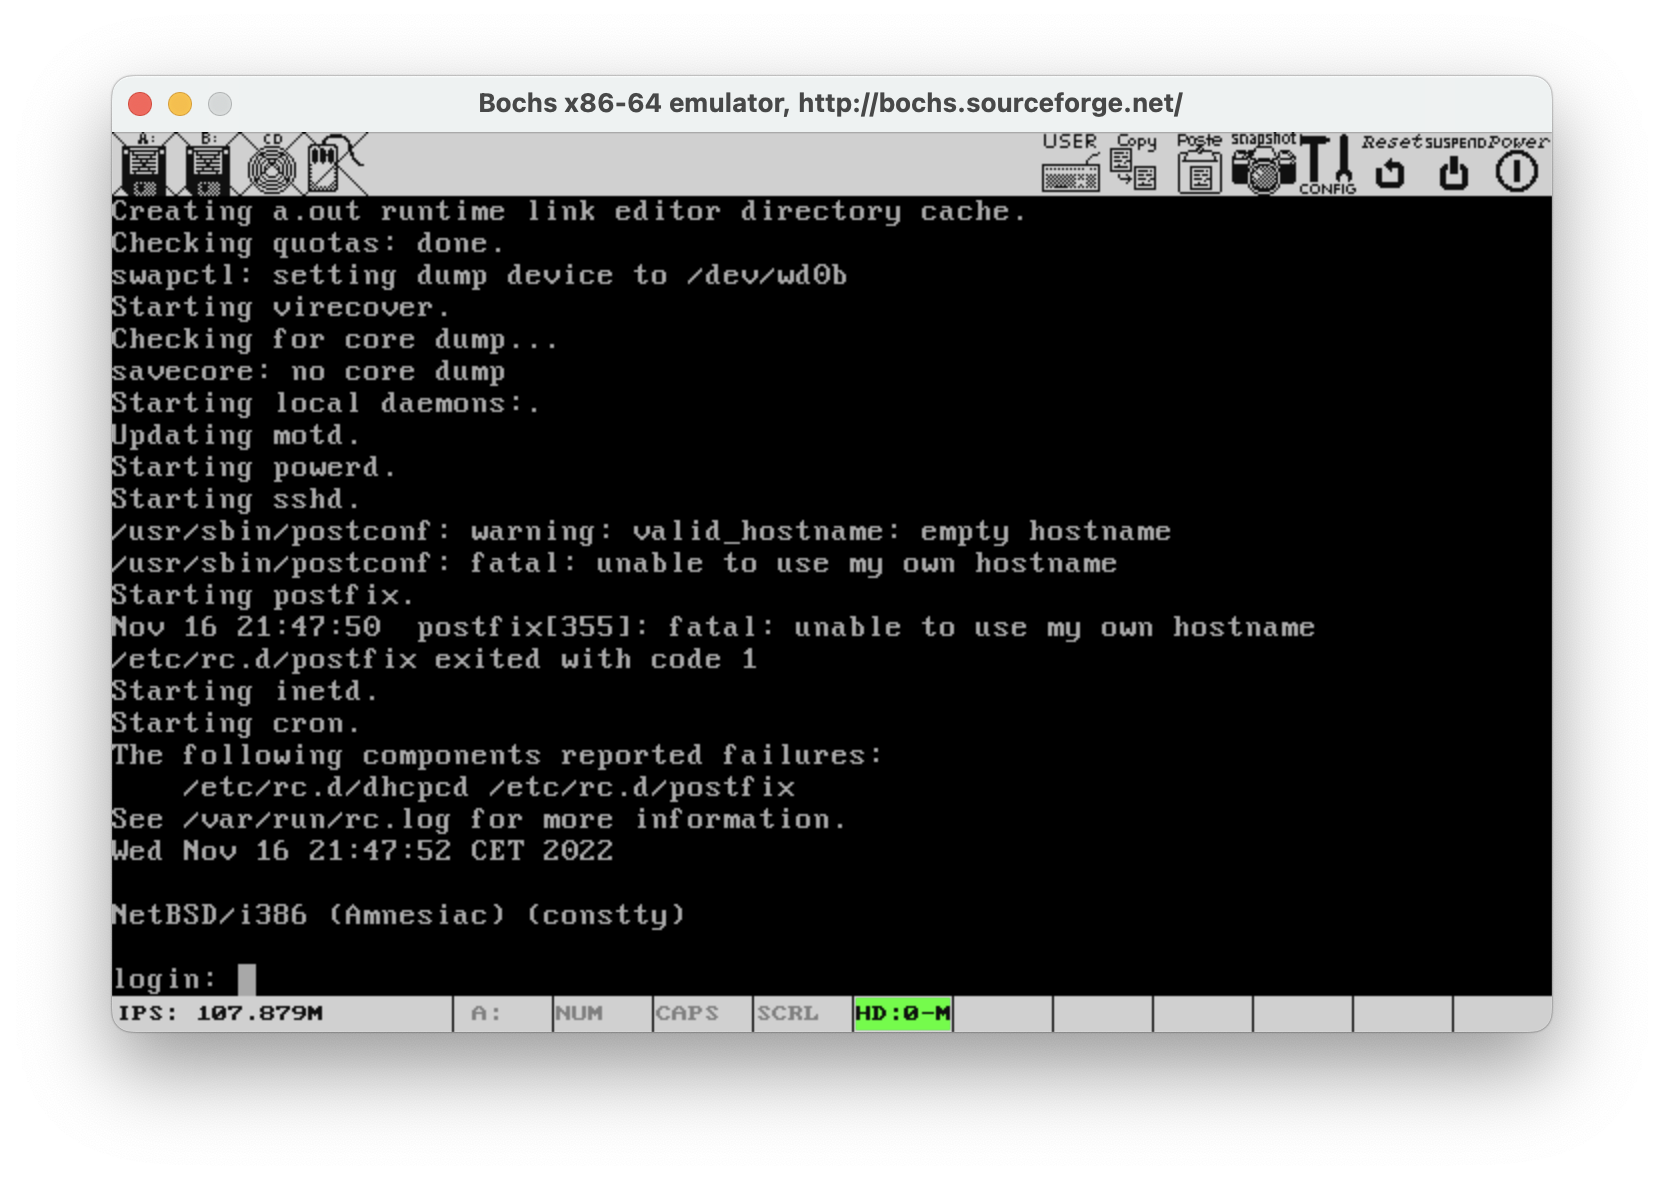 Bochs x86-64 emulator, http://bochs.sourceforge.net/
A: B: CD USER Copy Paste snapshot CONFIG Reset SUSPEND Power
Creating a.out runtime link editor directory cache.
Checking quotas: done.
swapctl: setting dump device to /dev/wd0b
Starting virecover.
Checking for core dump...
savecore: no core dump
Starting local daemons:.
Updating motd.
Starting powerd.
Starting sshd.
/usr/sbin/postconf: warning: valid_hostname: empty hostname
/usr/sbin/postconf: fatal: unable to use my own hostname
Starting postfix.
Nov 16 21:47:50  postfix[355]: fatal: unable to use my own hostname
/etc/rc.d/postfix exited with code 1
Starting inetd.
Starting cron.
The following components reported failures:
    /etc/rc.d/dhcpcd /etc/rc.d/postfix
See /var/run/rc.log for more information.
Wed Nov 16 21:47:52 CET 2022
NetBSD/i386 (Amnesiac) (constty)
login:
IPS: 107.879M A: NUM CAPS SCRL HD:0-M